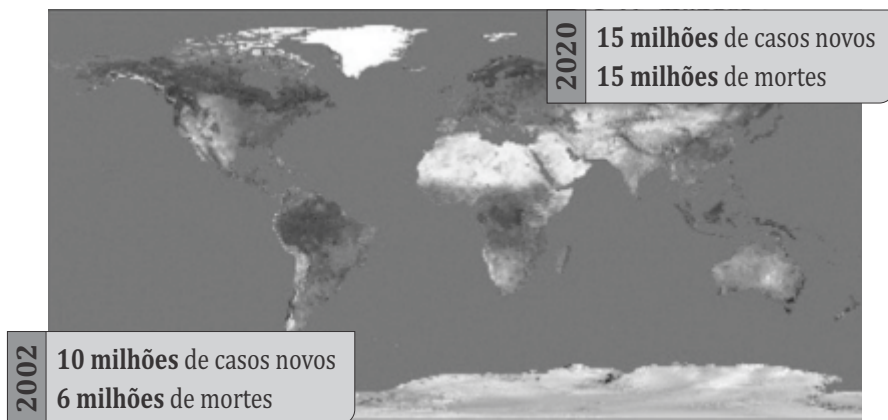 2020
15 milhões de casos novos
15 milhões de mortes
2002
10 milhões de casos novos
6 milhões de mortes